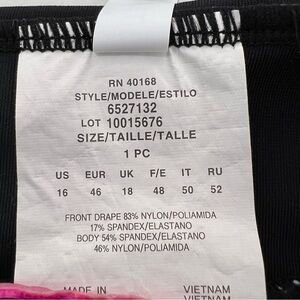 RN 40168
STYLE/MODELE/ESTILO
6527132
LOT 10015676
SIZE/TAILLE/TALLE
1 PC
US EUR UK F/E IT RU
16 46 18 48 50 52
FRONT DRAPE 83% NYLON/POLIAMIDA
17% SPANDEX/ELASTANO
BODY 54% SPANDEX/ELASTANO
46% NYLON/POLIAMIDA
MADE IN VIETNAM
VIETNAM